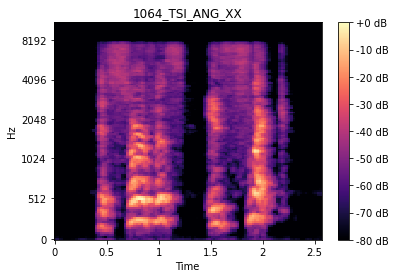 1064_TSI_ANG_XX
8192
4096
2048
1024
512
0
Hz
0 0.5 1 1.5 2 2.5
Time
+0 dB
-10 dB
-20 dB
-30 dB
-40 dB
-50 dB
-60 dB
-70 dB
-80 dB